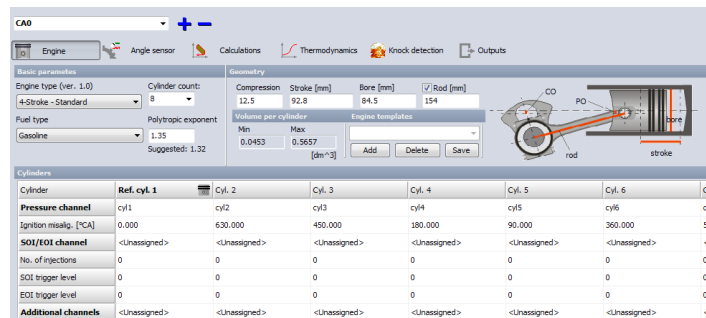 CA0
Engine Angle sensor Calculations Thermodynamics Knock detection Outputs
Basic parametes Geometry
Engine type (ver. 1.0) Cylinder count: Compression Stroke [mm] Bore [mm] Rod [mm]
4-Stroke - Standard 8 12.5 92.8 84.5 154
CO PO bore rod stroke
Fuel type Polytropic exponent Volume per cylinder Engine templates
Gasoline 1.35 Min Max
Suggested: 1.32 0.0453 0.5657
[dm^3] Add Delete Save
Cylinders
Cylinder Ref. cyl. 1 Cyl. 2 Cyl. 3 Cyl. 4 Cyl. 5 Cyl. 6
Pressure channel cyl1 cyl2 cyl3 cyl4 cyl5 cyl6
Ignition misalig. [°CA] 0.000 630.000 450.000 180.000 90.000 360.000
SOI/EOI channel <Unassigned> <Unassigned> <Unassigned> <Unassigned> <Unassigned> <Unassigned>
No. of injections 0 0 0 0 0 0
SOI trigger level 0 0 0 0 0 0
EOI trigger level 0 0 0 0 0 0
Additional channels <Unassigned> <Unassigned> <Unassigned> <Unassigned> <Unassigned> <Unassigned>